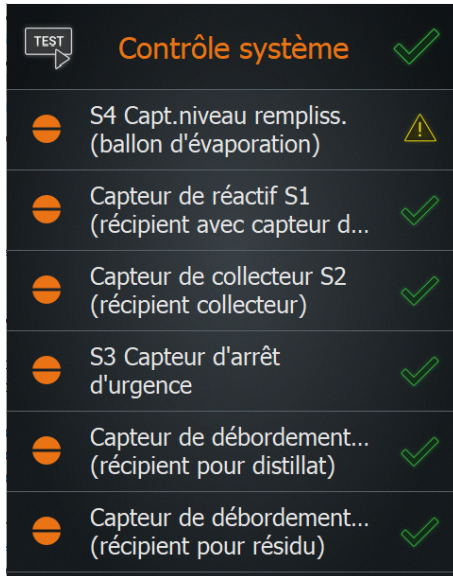 TEST
Contrôle système
S4 Capt.niveau rempliss.
(ballon d'évaporation)
Capteur de réactif S1
(récipient avec capteur d...
Capteur de collecteur S2
(récipient collecteur)
S3 Capteur d'arrêt
d'urgence
Capteur de débordement...
(récipient pour distillat)
Capteur de débordement...
(récipient pour résidu)